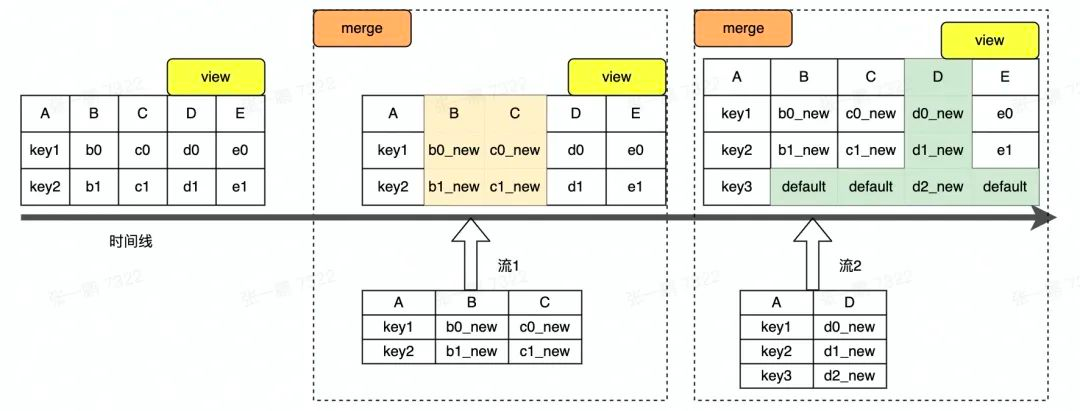 view
A B C D E
key1 b0 c0 d0 e0
key2 b1 c1 d1 e1
merge
view
A B C D E
key1 b0_new c0_new d0 e0
key2 b1_new c1_new d1 e1
merge
view
A B C D E
key1 b0_new c0_new d0_new e0
key2 b1_new c1_new d1_new e1
key3 default default d2_new default
时间线
流1
A B C
key1 b0_new c0_new
key2 b1_new c1_new
流2
A D
key1 d0_new
key2 d1_new
key3 d2_new
张一鹏 7322